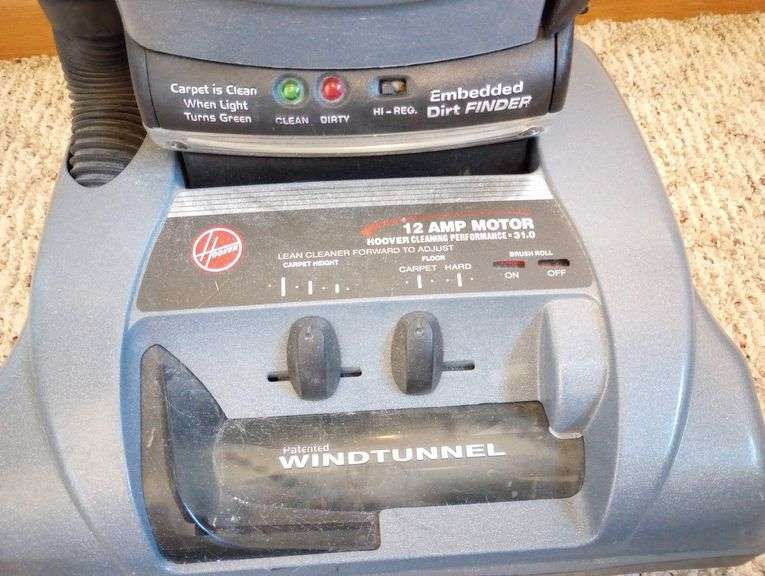 Carpet is Clean
When Light
Turns Green
CLEAN DIRTY
HI - REG.
Embedded
Dirt FINDER
Hoover
12 AMP MOTOR
HOOVER CLEANING PERFORMANCE • 31.0
LEAN CLEANER FORWARD TO ADJUST
CARPET HEIGHT
FLOOR
CARPET HARD
BRUSH ROLL
ON OFF
Patented
WINDTUNNEL